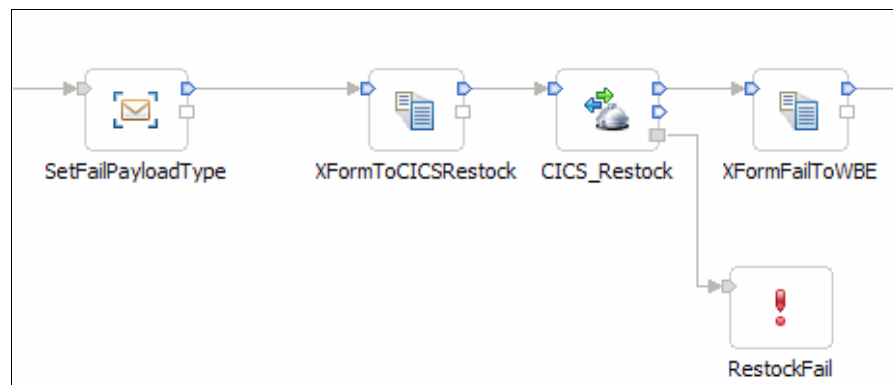 SetFailPayloadType
XFormToCICSRestock
CICS_Restock
XFormFailToWBE
RestockFail